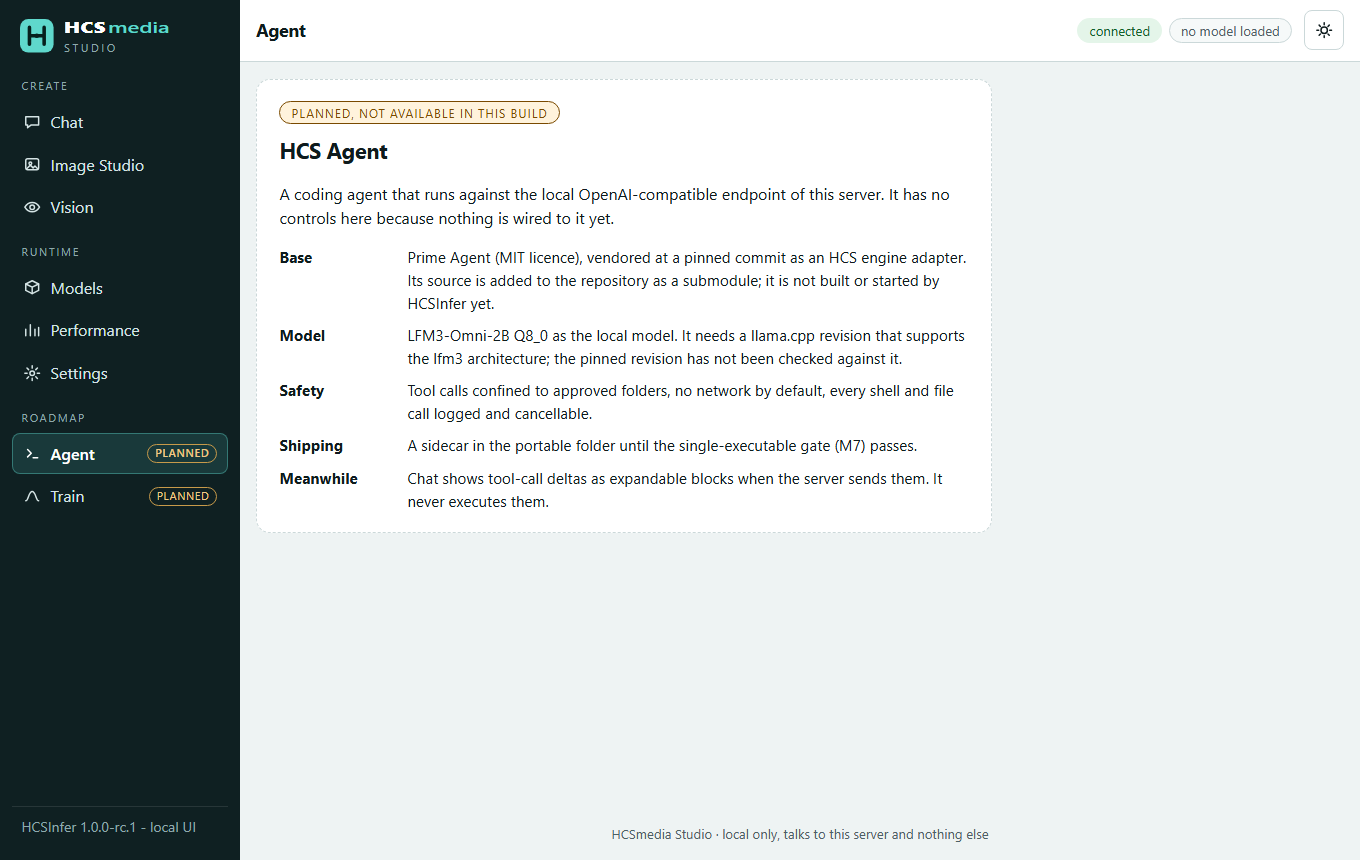 HCSmedia
STUDIO
CREATE
Chat
Image Studio
Vision
RUNTIME
Models
Performance
Settings
ROADMAP
Agent PLANNED
Train PLANNED
HCSInfer 1.0.0-rc.1 - local UI
Agent
connected
no model loaded
PLANNED, NOT AVAILABLE IN THIS BUILD
HCS Agent
A coding agent that runs against the local OpenAI-compatible endpoint of this server. It has no
controls here because nothing is wired to it yet.
Base
Prime Agent (MIT licence), vendored at a pinned commit as an HCS engine adapter.
Its source is added to the repository as a submodule; it is not built or started by
HCSInfer yet.
Model
LFM3-Omni-2B Q8_0 as the local model. It needs a llama.cpp revision that supports
the lfm3 architecture; the pinned revision has not been checked against it.
Safety
Tool calls confined to approved folders, no network by default, every shell and file
call logged and cancellable.
Shipping
A sidecar in the portable folder until the single-executable gate (M7) passes.
Meanwhile
Chat shows tool-call deltas as expandable blocks when the server sends them. It
never executes them.
HCSmedia Studio · local only, talks to this server and nothing else